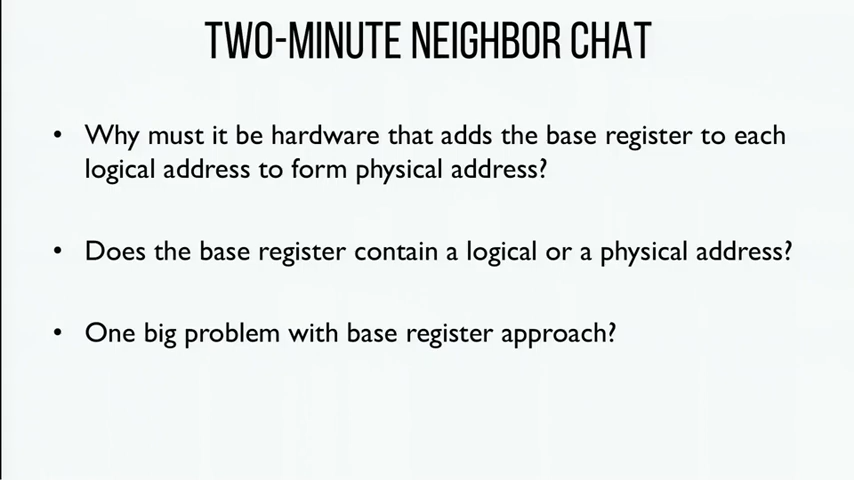 TWO-MINUTE NEIGHBOR CHAT
• Why must it be hardware that adds the base register to each
logical address to form physical address?
• Does the base register contain a logical or a physical address?
• One big problem with base register approach?